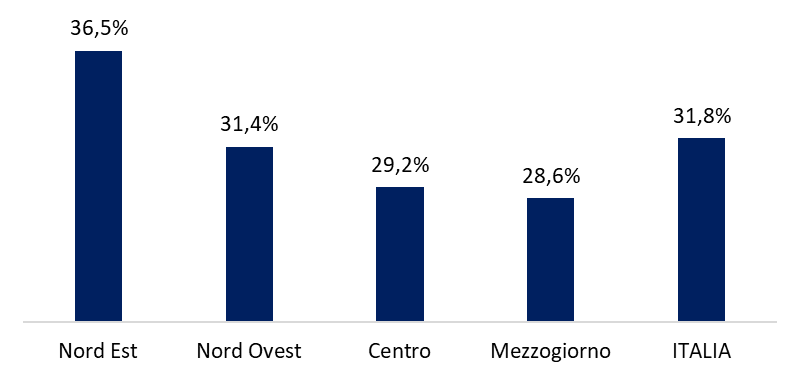 36,5%
31,4%
29,2%
28,6%
31,8%
Nord Est
Nord Ovest
Centro
Mezzogiorno
ITALIA